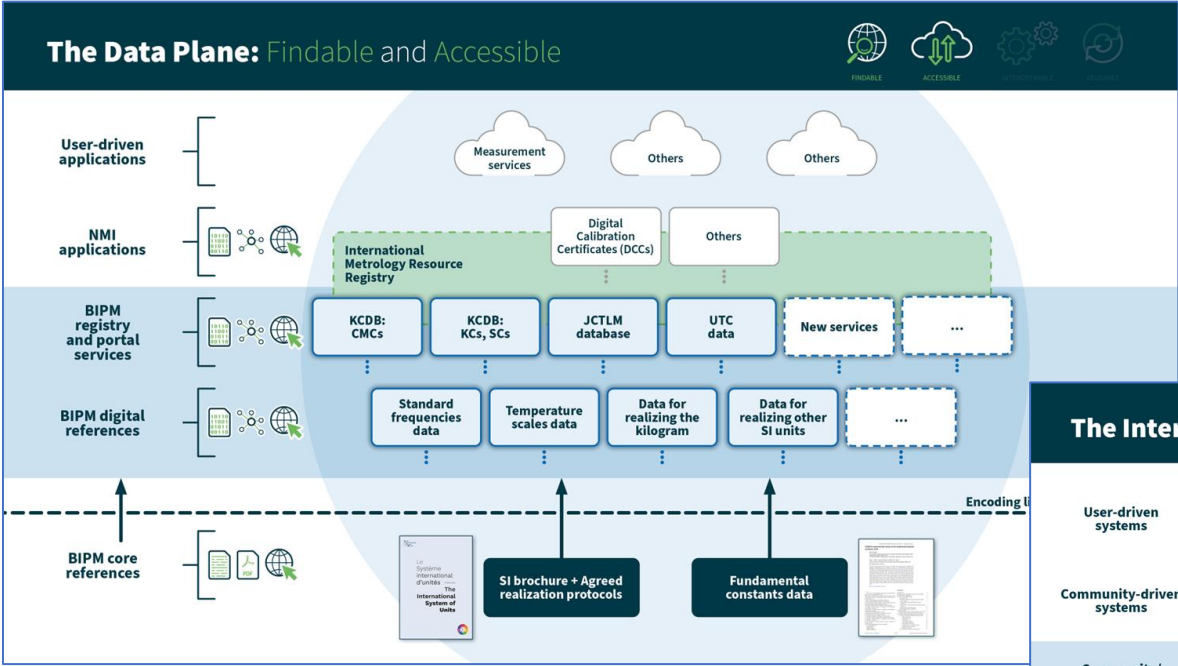 The Data Plane: Findable and Accessible
FINDABLE
ACCESSIBLE
INTEROPERABLE
REUSABLE
User-driven
applications
Measurement
services
Others
Others
NMI
applications
Digital
Calibration
Certificates (DCCs)
Others
International
Metrology Resource
Registry
BIPM
registry
and portal
services
KCDB:
CMCs
KCDB:
KCs, SCs
JCTLM
database
UTC
data
New services
...
BIPM digital
references
Standard
frequencies
data
Temperature
scales data
Data for
realizing the
kilogram
Data for
realizing other
SI units
...
Encoding li
BIPM core
references
PDF
Le
Système
international
d'unités
The
International
System of
Units
SI brochure + Agreed
realization protocols
Fundamental
constants data
The Inter
User-driven
systems
Community-driven
systems